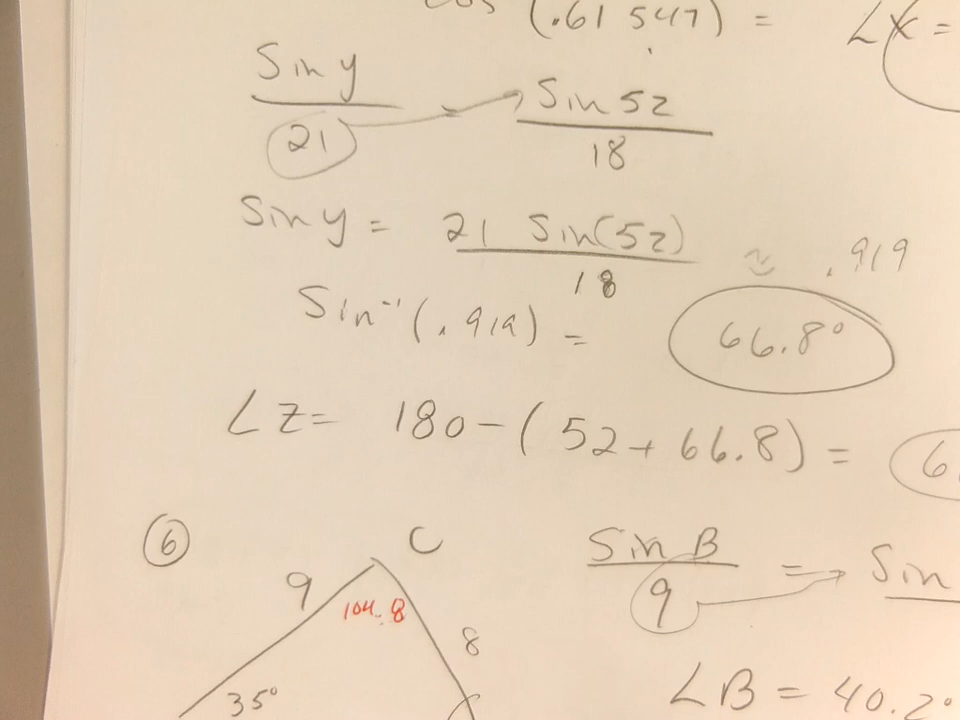 (.61547) = ∠X =
Sin y / 21 = Sin 52 / 18
Sin y = 21 Sin(52) / 18 ≈ .919
Sin⁻¹(.919) = 66.8°
∠Z = 180 - (52 + 66.8) = 6
6
C
9
104.8
8
35°
Sin B / 9 = Sin
∠B = 40.2°